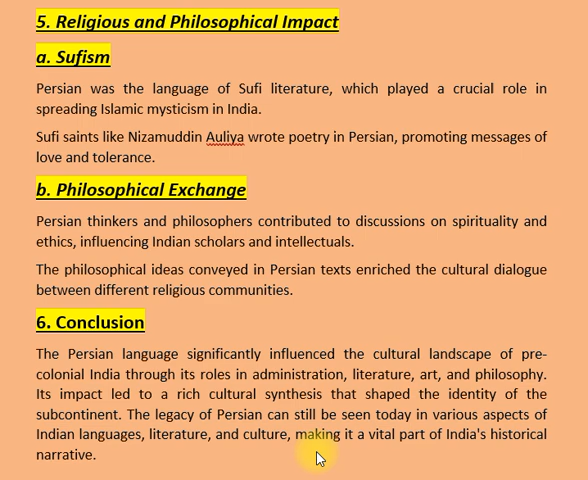 5. Religious and Philosophical Impact
a. Sufism
Persian was the language of Sufi literature, which played a crucial role in
spreading Islamic mysticism in India.
Sufi saints like Nizamuddin Auliya wrote poetry in Persian, promoting messages of
love and tolerance.
b. Philosophical Exchange
Persian thinkers and philosophers contributed to discussions on spirituality and
ethics, influencing Indian scholars and intellectuals.
The philosophical ideas conveyed in Persian texts enriched the cultural dialogue
between different religious communities.
6. Conclusion
The Persian language significantly influenced the cultural landscape of pre-
colonial India through its roles in administration, literature, art, and philosophy.
Its impact led to a rich cultural synthesis that shaped the identity of the
subcontinent. The legacy of Persian can still be seen today in various aspects of
Indian languages, literature, and culture, making it a vital part of India's historical
narrative.